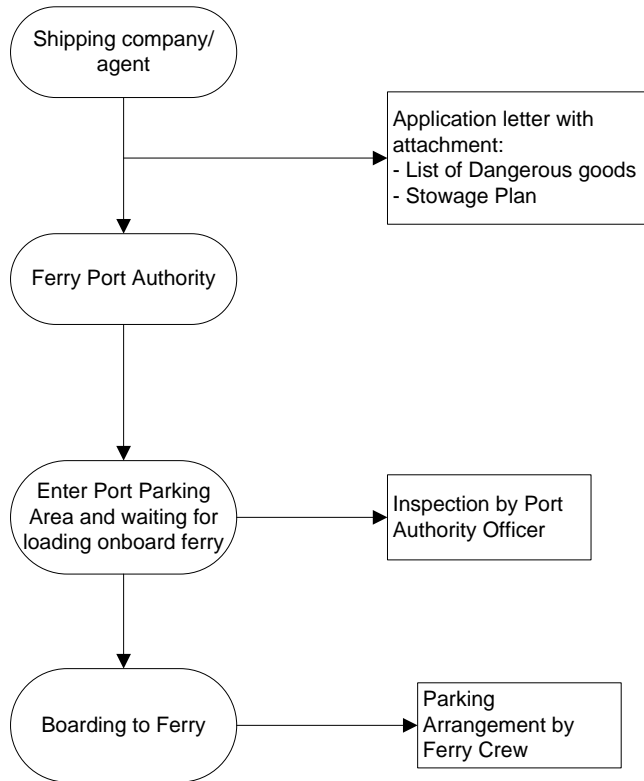 Shipping company/
agent
Application letter with
attachment:
- List of Dangerous goods
- Stowage Plan
Ferry Port Authority
Enter Port Parking
Area and waiting for
loading onboard ferry
Inspection by Port
Authority Officer
Boarding to Ferry
Parking
Arrangement by
Ferry Crew